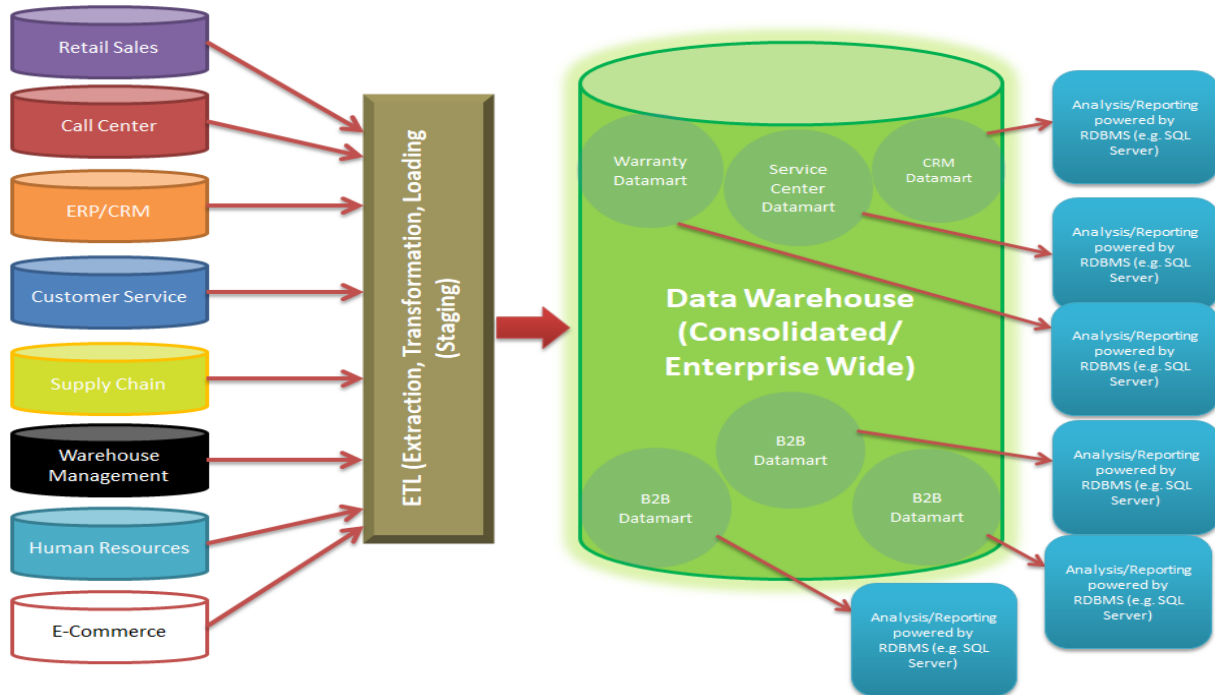 Retail Sales
Call Center
ERP/CRM
Customer Service
Supply Chain
Warehouse
Management
Human Resources
E-Commerce
ETL (Extraction, Transformation, Loading
(Staging)
Warranty
Datamart
Service
Center
Datamart
CRM
Datamart
Data Warehouse
(Consolidated/
Enterprise Wide)
B2B
Datamart
B2B
Datamart
B2B
Datamart
Analysis/Reporting
powered by
RDBMS (e.g. SQL
Server)
Analysis/Reporting
powered by
RDBMS (e.g. SQL
Server)
Analysis/Reporting
powered by
RDBMS (e.g. SQL
Server)
Analysis/Reporting
powered by
RDBMS (e.g. SQL
Server)
Analysis/Reporting
powered by
RDBMS (e.g. SQL
Server)
Analysis/Reporting
powered by
RDBMS (e.g. SQL
Server)